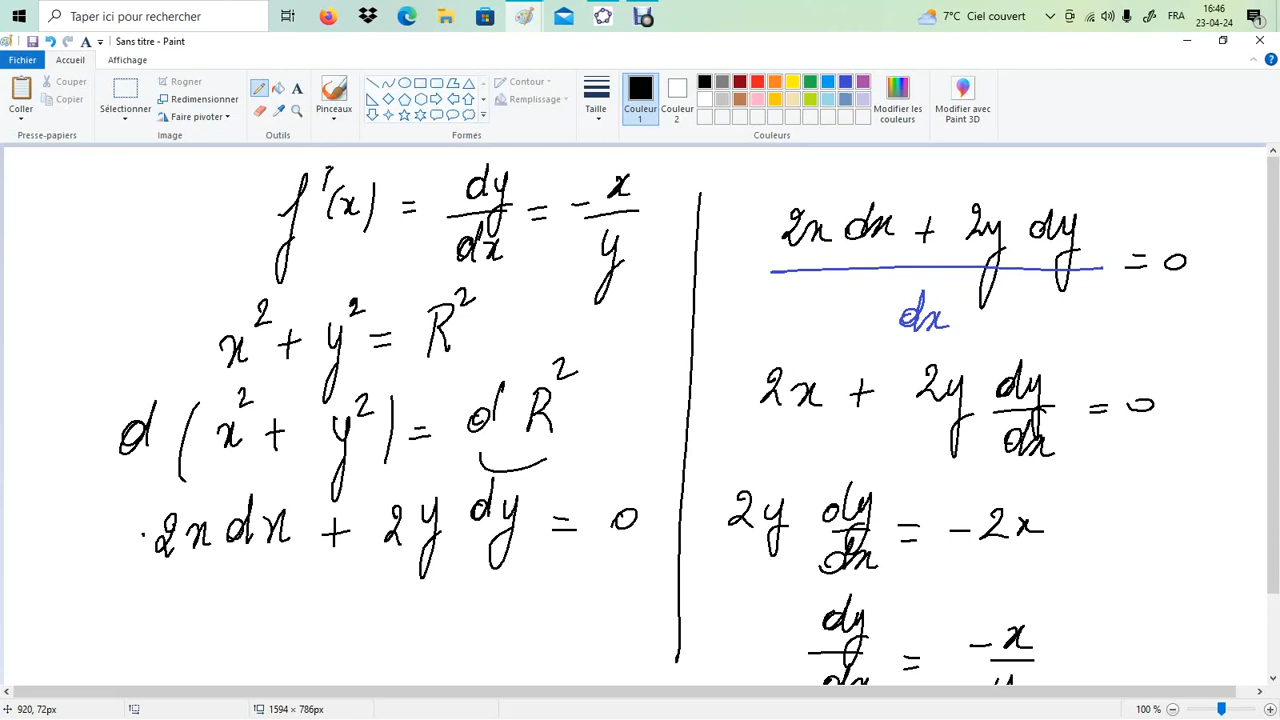 Taper ici pour rechercher
7°C Ciel couvert
FRA
16:46
23-04-24
1
Sans titre - Paint
Fichier
Accueil
Affichage
Coller
Couper
Copier
Presse-papiers
Sélectionner
Rogner
Redimensionner
Faire pivoter
Image
A
Outils
Pinceaux
Contour
Remplissage
Formes
Taille
Couleur 1
Couleur 2
Modifier les couleurs
Couleurs
Modifier avec Paint 3D
f'(x) = dy/dx = -x/y
x² + y² = R²
d(x² + y²) = d R²
2x dx + 2y dy = 0
(2x dx + 2y dy)/dx = 0
2x + 2y dy/dx = 0
2y dy/dx = -2x
dy/dx = -x/y
920, 72px
1594 × 786px
100 %